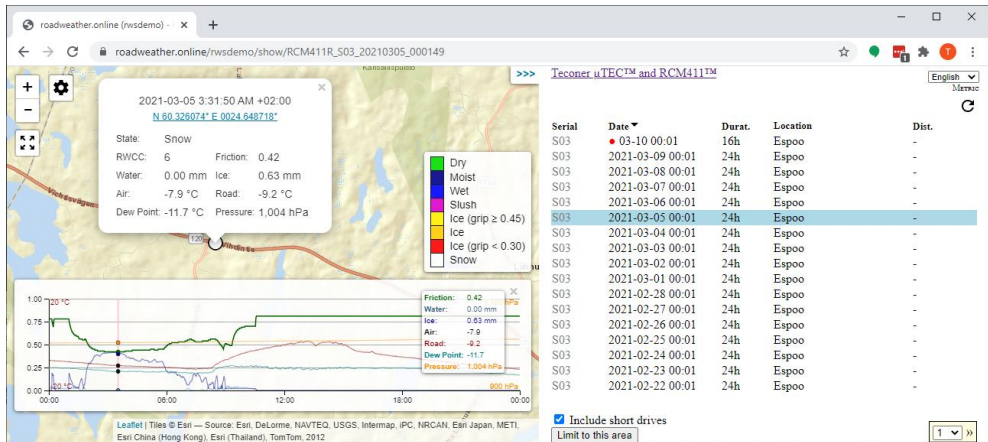 roadweather.online (rwsdemo) -
roadweather.online/rwsdemo/show/RCM411R_S03_20210305_000149
T
>>>
2021-03-05 3:31:50 AM +02:00
N 60.326074° E 0024.648718°
State: Snow
RWCC: 6 Friction: 0.42
Water: 0.00 mm Ice: 0.63 mm
Air: -7.9 °C Road: -9.2 °C
Dew Point: -11.7 °C Pressure: 1,004 hPa
120
Dry
Moist
Wet
Slush
Ice (grip ≥ 0.45)
Ice
Ice (grip < 0.30)
Snow
1.00
0.75
0.50
0.25
0.00
20 °C
-20 °C
900 hPa
00:00 06:00 12:00 18:00 00:00
Friction: 0.42
Water: 0.00 mm
Ice: 0.63 mm
Air: -7.9
Road: -9.2
Dew Point: -11.7
Pressure: 1,004 hPa
Leaflet | Tiles © Esri — Source: Esri, DeLorme, NAVTEQ, USGS, Intermap, iPC, NRCAN, Esri Japan, METI,
Esri China (Hong Kong), Esri (Thailand), TomTom, 2012
Teconer µTEC™ and RCM411™
English
METRIC
Serial Date Durat. Location Dist.
S03 03-10 00:01 16h Espoo -
S03 2021-03-09 00:01 24h Espoo -
S03 2021-03-08 00:01 24h Espoo -
S03 2021-03-07 00:01 24h Espoo -
S03 2021-03-06 00:01 24h Espoo -
S03 2021-03-05 00:01 24h Espoo -
S03 2021-03-04 00:01 24h Espoo -
S03 2021-03-03 00:01 24h Espoo -
S03 2021-03-02 00:01 24h Espoo -
S03 2021-03-01 00:01 24h Espoo -
S03 2021-02-28 00:01 24h Espoo -
S03 2021-02-27 00:01 24h Espoo -
S03 2021-02-26 00:01 24h Espoo -
S03 2021-02-25 00:01 24h Espoo -
S03 2021-02-24 00:01 24h Espoo -
S03 2021-02-23 00:01 24h Espoo -
S03 2021-02-22 00:01 24h Espoo -
Include short drives
Limit to this area
1 »